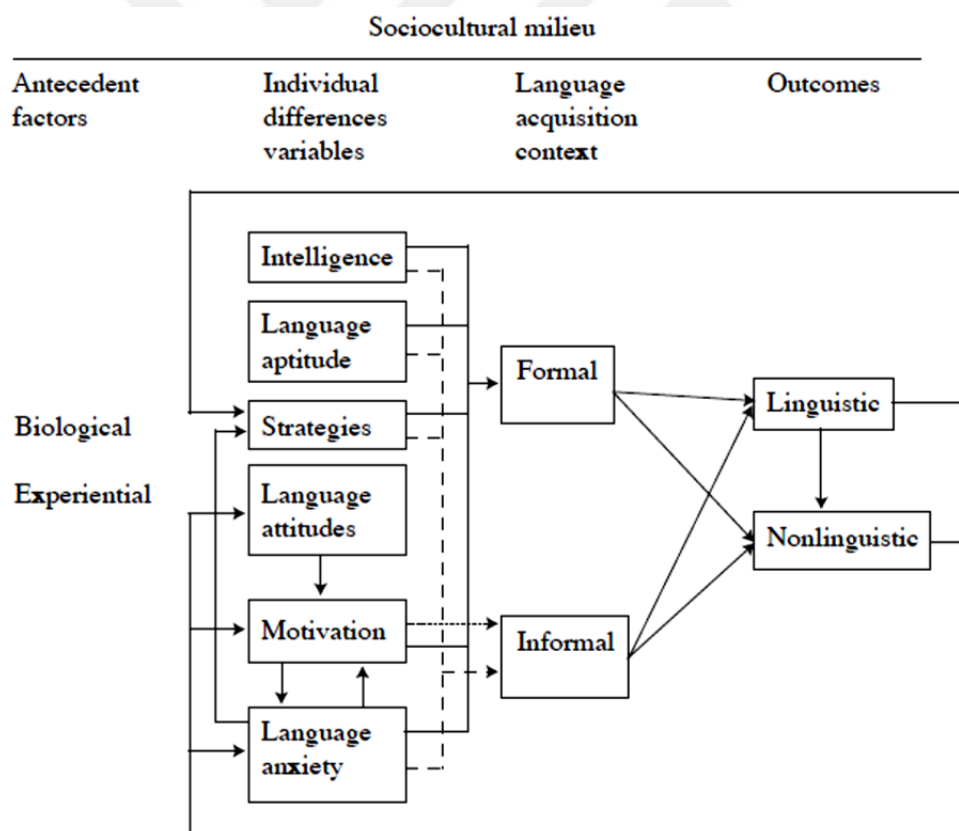 Sociocultural milieu
Antecedent
factors
Individual
differences
variables
Language
acquisition
context
Outcomes
Intelligence
Language
aptitude
Formal
Linguistic
Biological
Strategies
Experiential
Language
attitudes
Nonlinguistic
Motivation
Informal
Language
anxiety